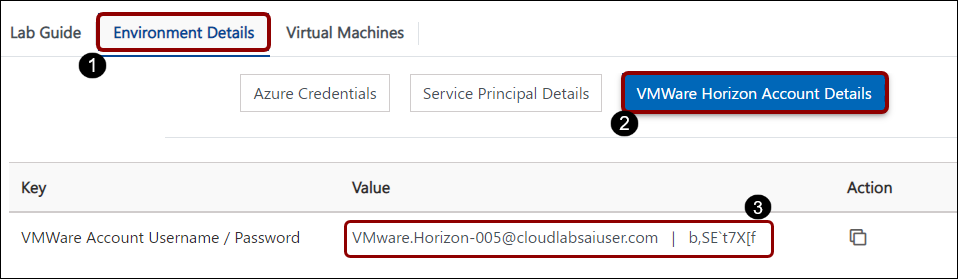 Lab Guide Environment Details Virtual Machines
1
Azure Credentials Service Principal Details VMWare Horizon Account Details
2
Key Value Action
3
VMWare Account Username / Password VMware.Horizon-005@cloudlabsaiuser.com | b,SE`t7X[f